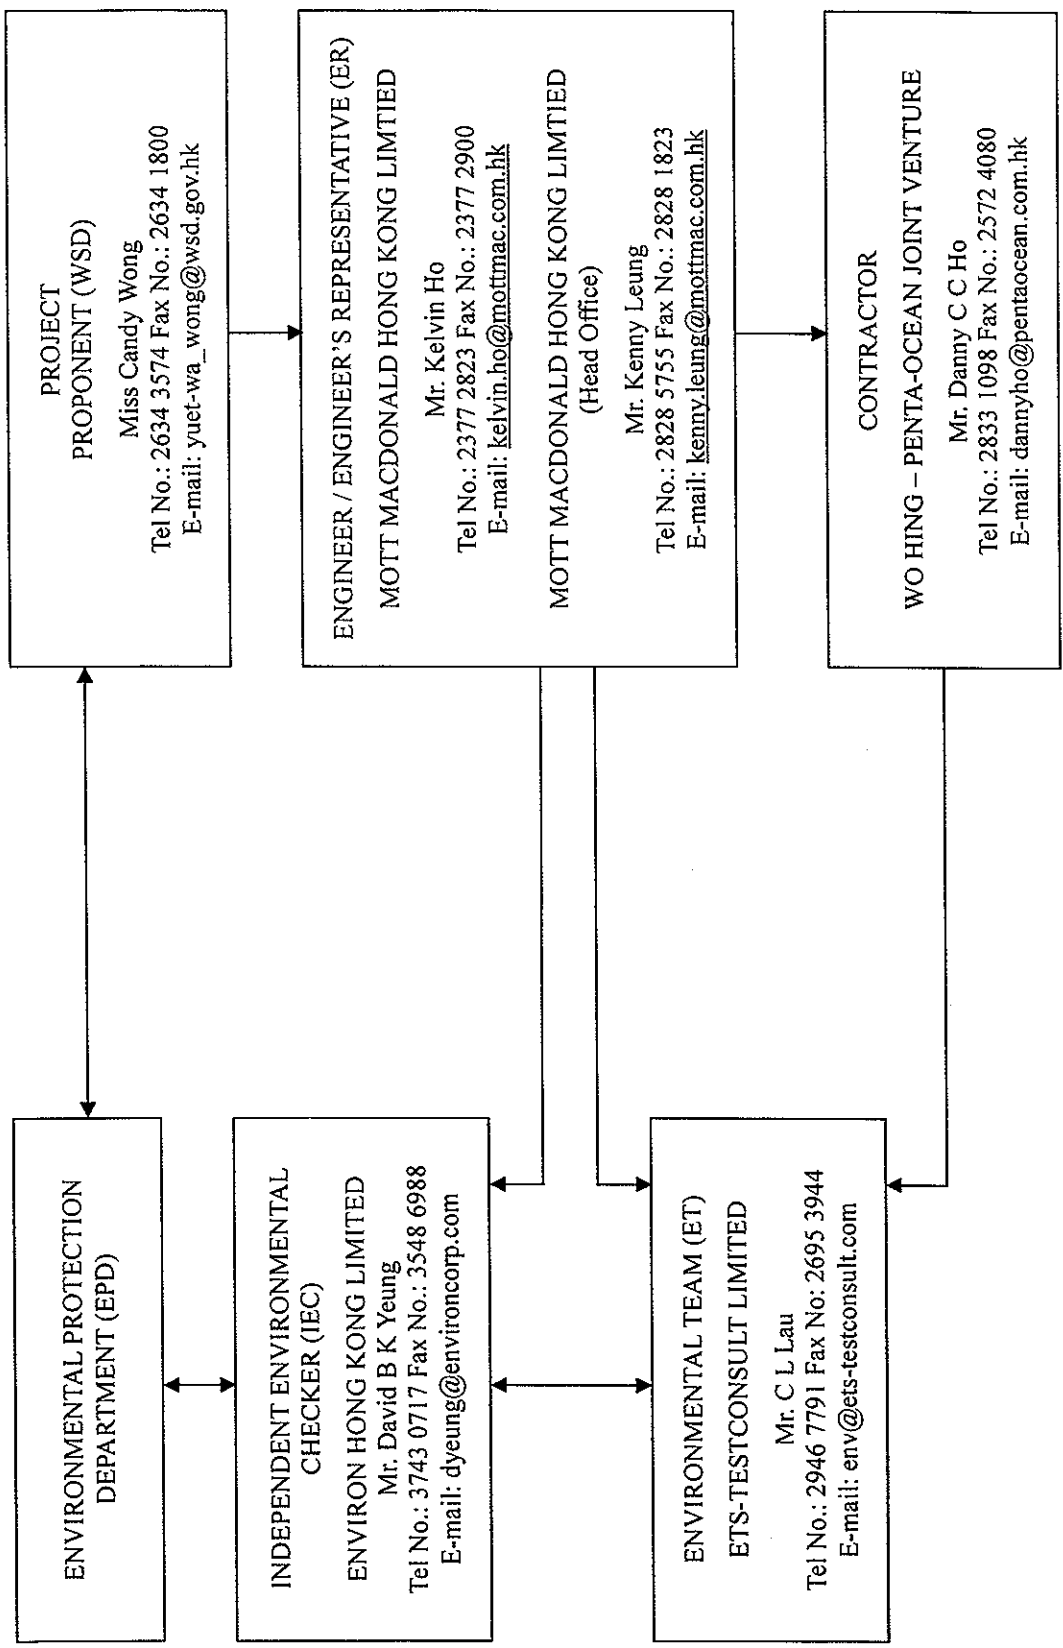 ENVIRONMENTAL PROTECTION
DEPARTMENT (EPD)
PROJECT
PROPONENT (WSD)
Miss Candy Wong
Tel No.: 2634 3574 Fax No.: 2634 1800
E-mail: yuet-wa_wong@wsd.gov.hk
INDEPENDENT ENVIRONMENTAL
CHECKER (IEC)
ENVIRON HONG KONG LIMITED
Mr. David B K Yeung
Tel No.: 3743 0717 Fax No.: 3548 6988
E-mail: dyeung@environcorp.com
ENGINEER / ENGINEER'S REPRESENTATIVE (ER)
MOTT MACDONALD HONG KONG LIMTIED
Mr. Kelvin Ho
Tel No.: 2377 2823 Fax No.: 2377 2900
E-mail: kelvin.ho@mottmac.com.hk
MOTT MACDONALD HONG KONG LIMTIED
(Head Office)
Mr. Kenny Leung
Tel No.: 2828 5755 Fax No.: 2828 1823
E-mail: kenny.leung@mottmac.com.hk
ENVIRONMENTAL TEAM (ET)
ETS-TESTCONSULT LIMITED
Mr. C L Lau
Tel No.: 2946 7791 Fax No: 2695 3944
E-mail: env@ets-testconsult.com
CONTRACTOR
WO HING – PENTA-OCEAN JOINT VENTURE
Mr. Danny C C Ho
Tel No.: 2833 1098 Fax No.: 2572 4080
E-mail: dannyho@pentaocean.com.hk